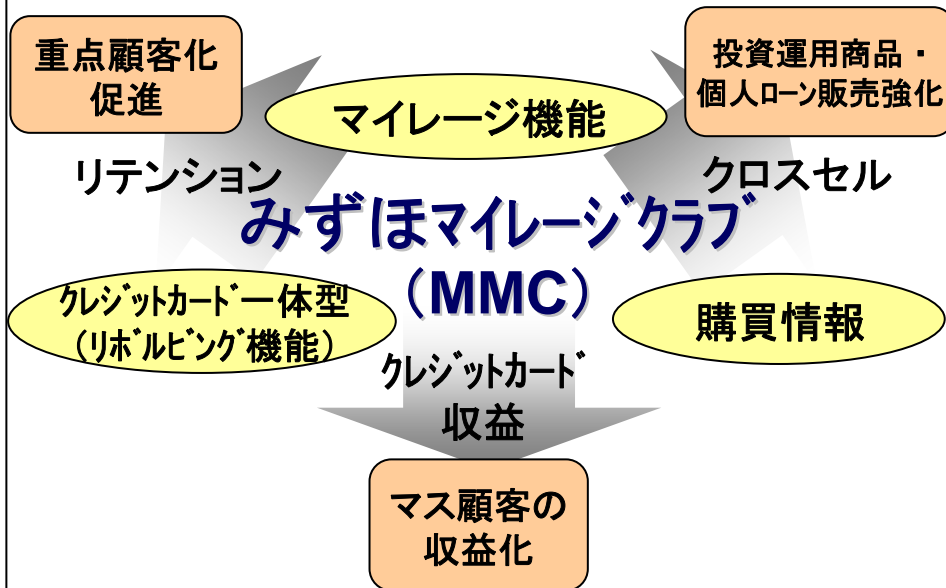 重点顧客化
促進
投資運用商品・
個人ﾛｰﾝ販売強化
マイレージ機能
リテンション
クロスセル
みずほﾏｲﾚｰｼﾞｸﾗﾌﾞ
（MMC）
ｸﾚｼﾞｯﾄｶｰﾄﾞ一体型
（ﾘﾎﾞﾙﾋﾞﾝｸﾞ機能）
購買情報
ｸﾚｼﾞｯﾄｶｰﾄﾞ
収益
マス顧客の
収益化